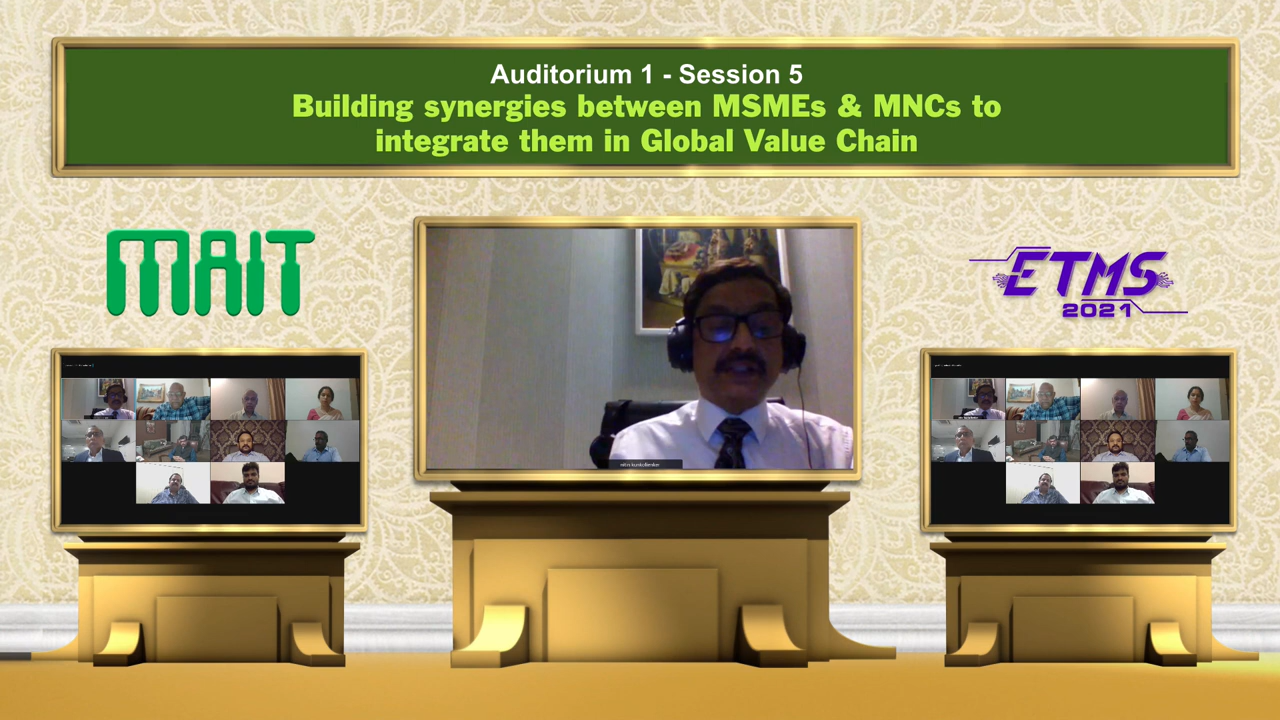 Auditorium 1 - Session 5
Building synergies between MSMEs & MNCs to
integrate them in Global Value Chain
MAIT
ETMS
2021